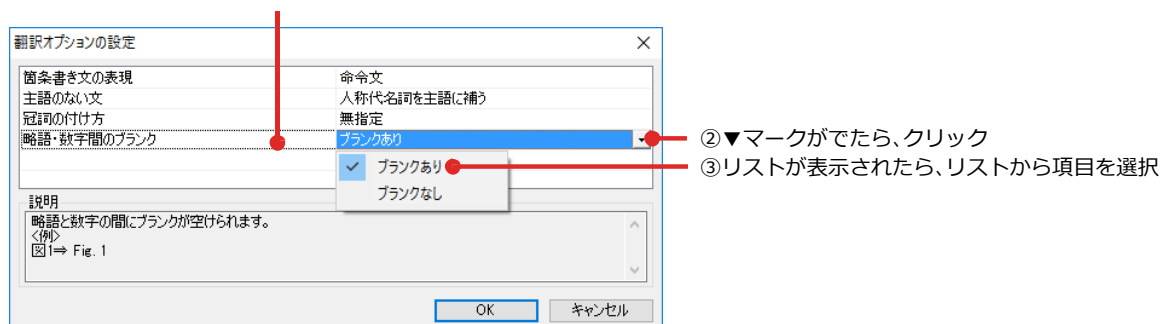 翻訳オプションの設定
箇条書き文の表現 命令文
主語のない文 人称代名詞を主語に補う
冠詞の付け方 無指定
略語・数字間のブランク ブランクあり
②▼マークがでたら、クリック
ブランクあり
③リストが表示されたら、リストから項目を選択
ブランクなし
説明
略語と数字の間にブランクが空けられます。
<例>
図1⇒ Fig. 1
OK キャンセル